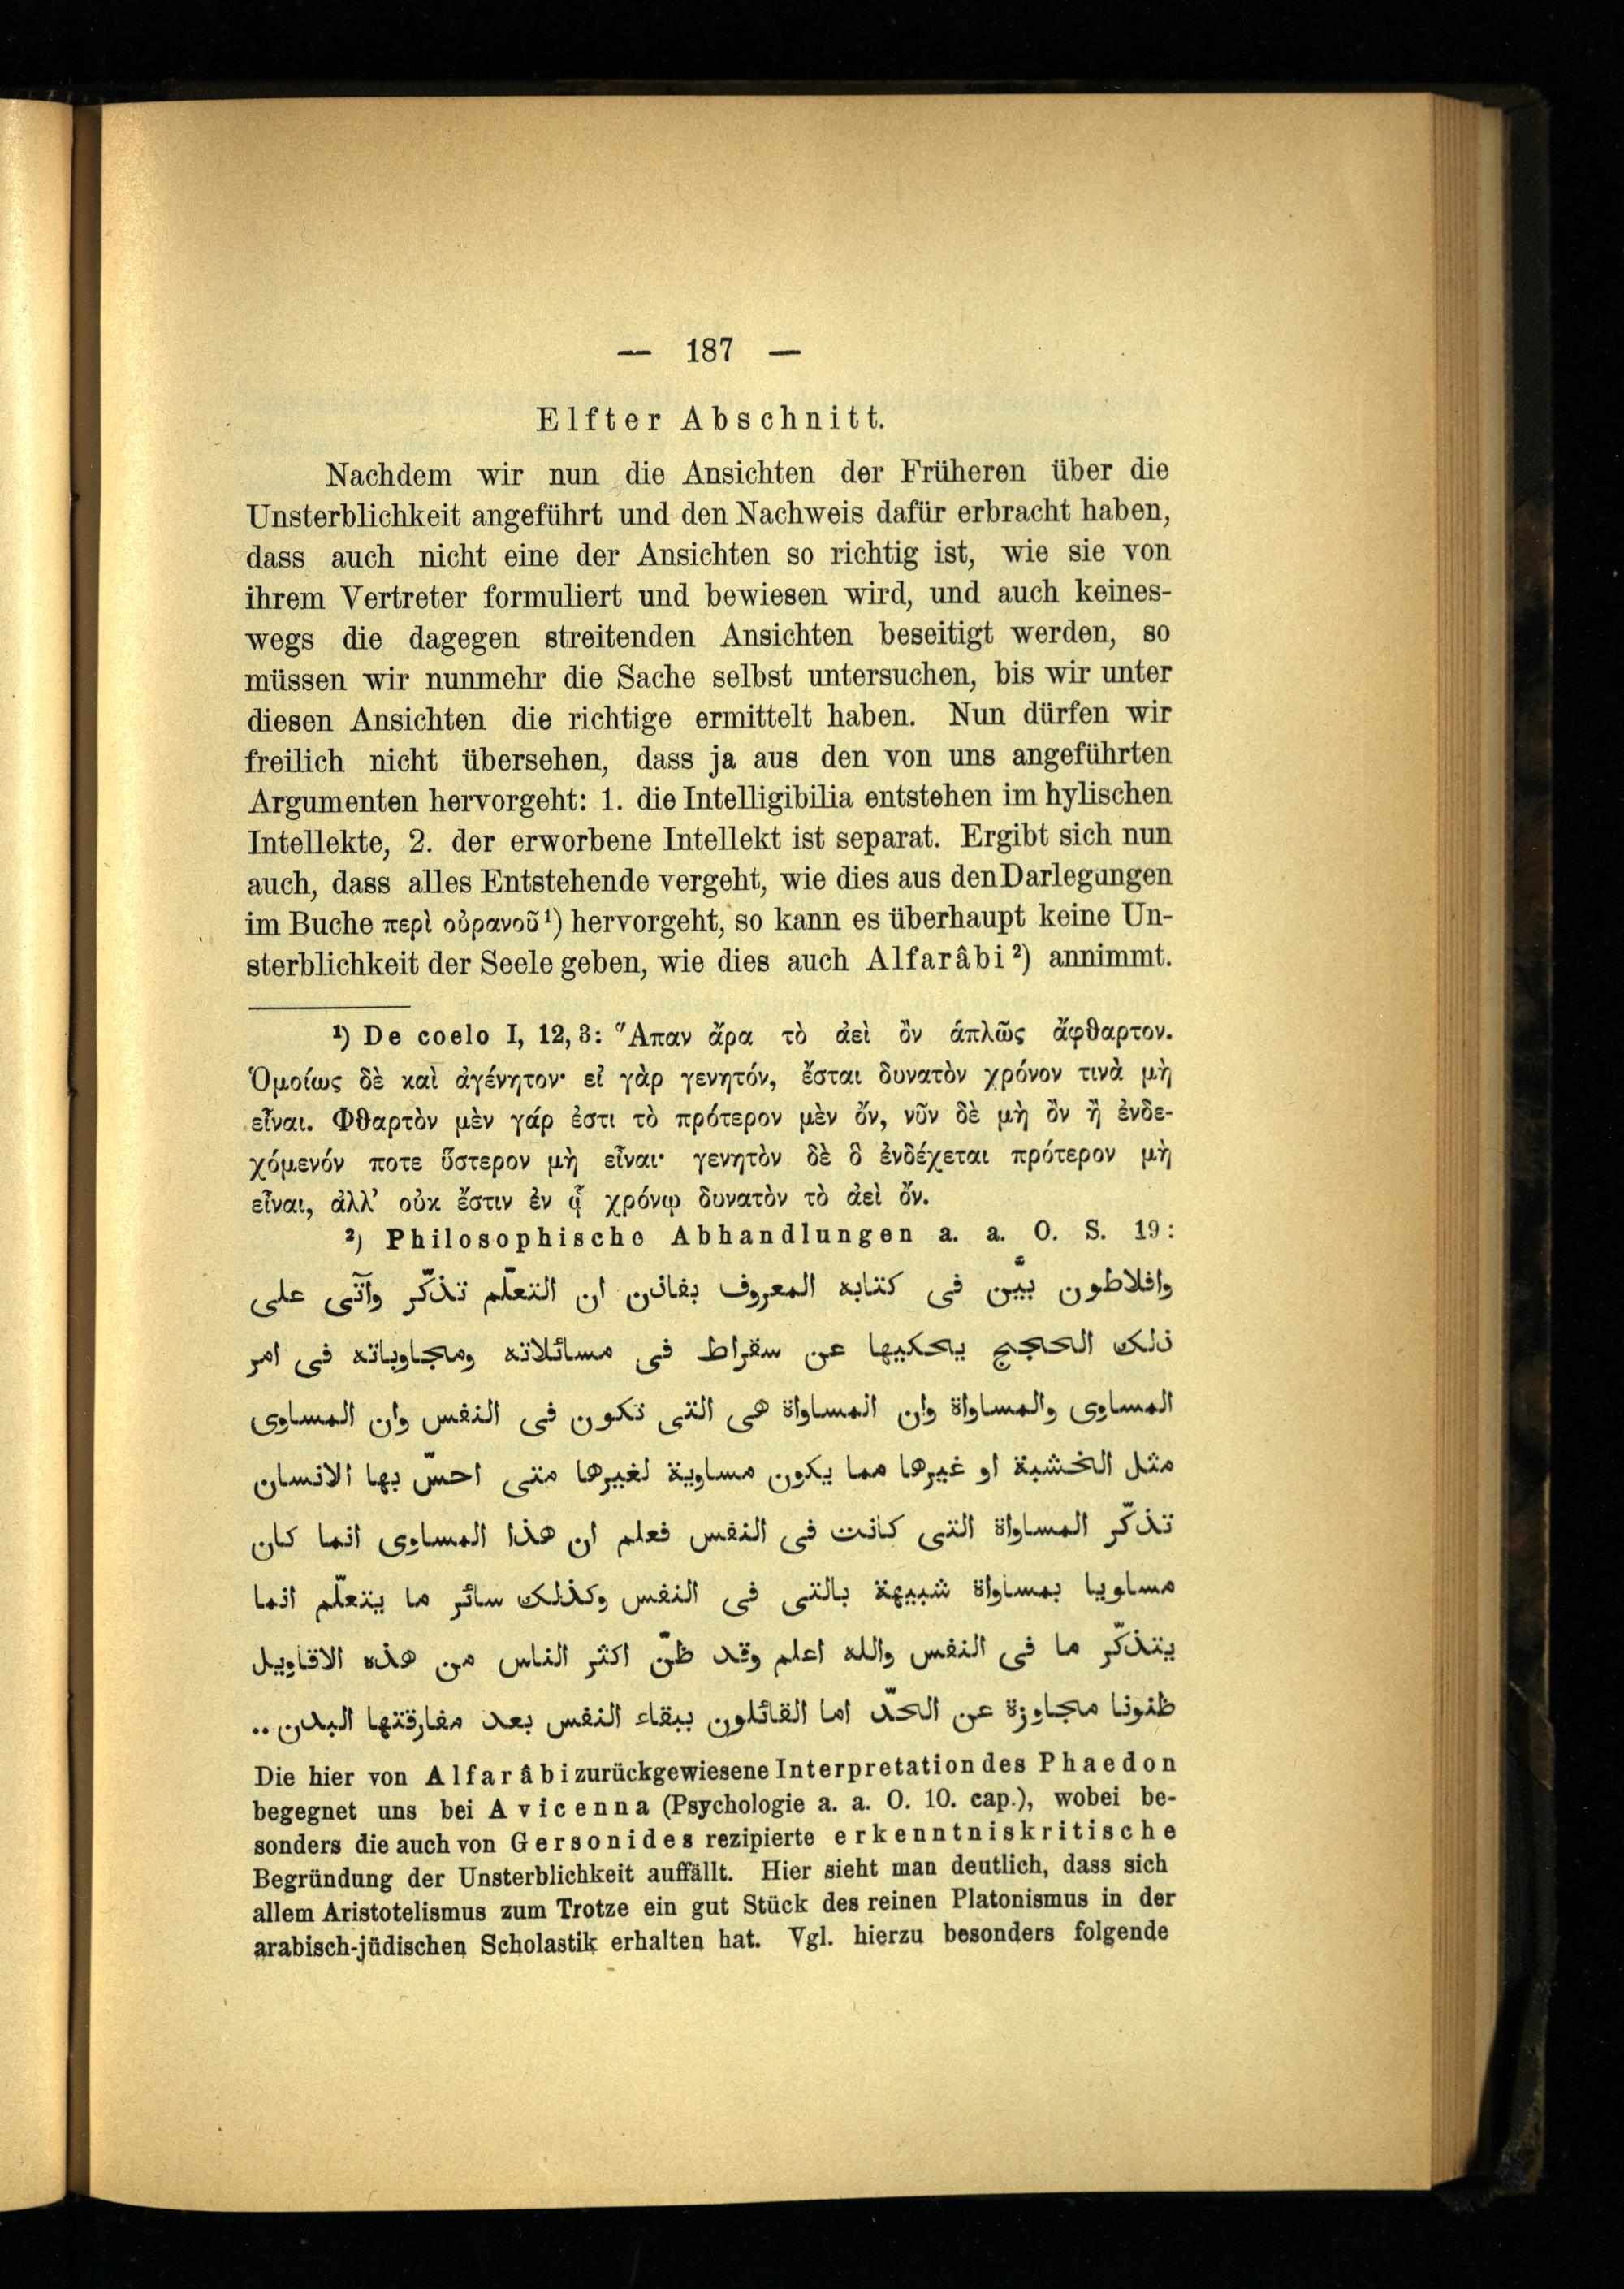 — 187 —
Elfter Abschnitt.
Nachdem wir nun die Ansichten der Früheren über die
Unsterblichkeit angeführt und den Nachweis dafür erbracht haben,
dass auch nicht eine der Ansichten so richtig ist, wie sie von
ihrem Vertreter formuliert und bewiesen wird, und auch keines-
wegs die dagegen streitenden Ansichten beseitigt werden, so
müssen wir nunmehr die Sache selbst untersuchen, bis wir unter
diesen Ansichten die richtige ermittelt haben. Nun dürfen wir
freilich nicht übersehen, dass ja aus den von uns angeführten
Argumenten hervorgeht: 1. die Intelligibilia entstehen im hylischen
Intellekte, 2. der erworbene Intellekt ist separat. Ergibt sich nun
auch, dass alles Entstehende vergeht, wie dies aus den Darlegungen
im Buche περὶ οὐρανοῦ¹) hervorgeht, so kann es überhaupt keine Un-
sterblichkeit der Seele geben, wie dies auch Alfarâbi²) annimmt.
¹) De coelo I, 12, 3: Ἅπαν ἄρα τὸ ἀεὶ ὂν ἁπλῶς ἄφθαρτον.
Ὁμοίως δὲ καὶ ἀγένητον· εἰ γὰρ γενητόν, ἔσται δυνατὸν χρόνον τινὰ μὴ
εἶναι. Φθαρτὸν μὲν γάρ ἐστι τὸ πρότερον μὲν ὄν, νῦν δὲ μὴ ὂν ἢ ἐνδε-
χόμενόν ποτε ὕστερον μὴ εἶναι· γενητὸν δὲ ὃ ἐνδέχεται πρότερον μὴ
εἶναι, ἀλλ’ οὐκ ἔστιν ἐν ᾧ χρόνῳ δυνατὸν τὸ ἀεὶ ὄν.
²) Philosophische Abhandlungen a. a. O. S. 19:
وافلاطون بيّن فى كتابه المعروف بفاذن ان التعلّم تذكّر وآتى على
ذلك الحجج يحكيها عن سقراط فى مسائلاته ومجاوباته فى امر
المساوى والمساواة وان المساواة هى التى تكون فى النفس وان المساوى
مثل الخشبة او غيرها مما يكون مساوية لغيرها متى احسّ بها الانسان
تذكّر المساواة التى كانت فى النفس فعلم ان هذا المساوى انما كان
مساويا بمساواة شبيهة بالتى فى النفس وكذلك سائر ما يتعلّم انما
يتذكّر ما فى النفس والله اعلم وقد ظنّ اكثر الناس من هذه الاقاويل
ظنونا مجاوزة عن الحدّ اما القائلون ببقاء النفس بعد مفارقتها البدن..
Die hier von Alfarâbi zurückgewiesene Interpretation des Phaedon
begegnet uns bei Avicenna (Psychologie a. a. O. 10. cap.), wobei be-
sonders die auch von Gersonides rezipierte erkenntniskritische
Begründung der Unsterblichkeit auffällt. Hier sieht man deutlich, dass sich
allem Aristotelismus zum Trotze ein gut Stück des reinen Platonismus in der
arabisch-jüdischen Scholastik erhalten hat. Vgl. hierzu besonders folgende